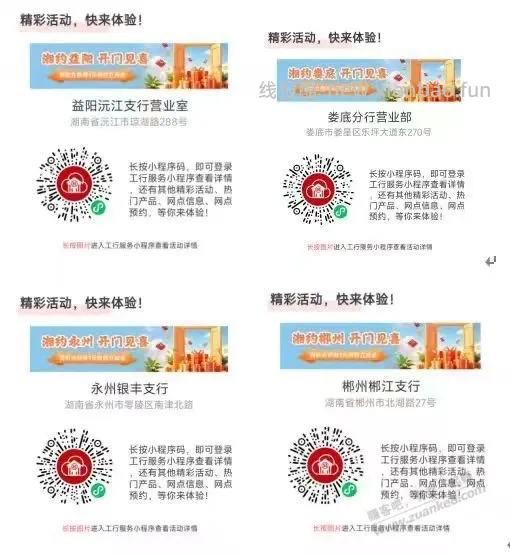 精彩活动，快来体验！
湘约益阳 开门见喜
益阳沅江支行营业室
湖南省沅江市琼湖路288号
长按小程序码，即可登录
工行服务小程序查看详情
，还有其他精彩活动、热
门产品、网点信息、网点
预约，等你来体验！
长按图片进入工行服务小程序查看活动详情
精彩活动，快来体验！
湘约娄底 开门见喜
娄底分行营业部
娄底市娄星区乐坪大道东270号
长按小程序码，即可登录
工行服务小程序查看详情
，还有其他精彩活动、热
门产品、网点信息、网点
预约，等你来体验！
长按图片进入工行服务小程序查看活动详情
精彩活动，快来体验！
湘约永州 开门见喜
永州银丰支行
湖南省永州市零陵区南津北路
长按小程序码，即可登录
工行服务小程序查看详情
，还有其他精彩活动、热
门产品、网点信息、网点
预约，等你来体验！
长按图片进入工行服务小程序查看活动详情
精彩活动，快来体验！
湘约郴州 开门见喜
郴州郴江支行
湖南省郴州市北湖路27号
长按小程序码，即可登录
工行服务小程序查看详情
，还有其他精彩活动、热
门产品、网点信息、网点
预约，等你来体验！
长按图片进入工行服务小程序查看活动详情
赚客吧
www.zuanke8.com